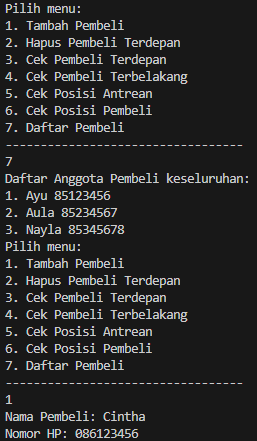 Pilih menu:
1. Tambah Pembeli
2. Hapus Pembeli Terdepan
3. Cek Pembeli Terdepan
4. Cek Pembeli Terbelakang
5. Cek Posisi Antrean
6. Cek Posisi Pembeli
7. Daftar Pembeli
----------------------------------
7
Daftar Anggota Pembeli keseluruhan:
1. Ayu 85123456
2. Aula 85234567
3. Nayla 85345678
Pilih menu:
1. Tambah Pembeli
2. Hapus Pembeli Terdepan
3. Cek Pembeli Terdepan
4. Cek Pembeli Terbelakang
5. Cek Posisi Antrean
6. Cek Posisi Pembeli
7. Daftar Pembeli
----------------------------------
1
Nama Pembeli: Cintha
Nomor HP: 086123456